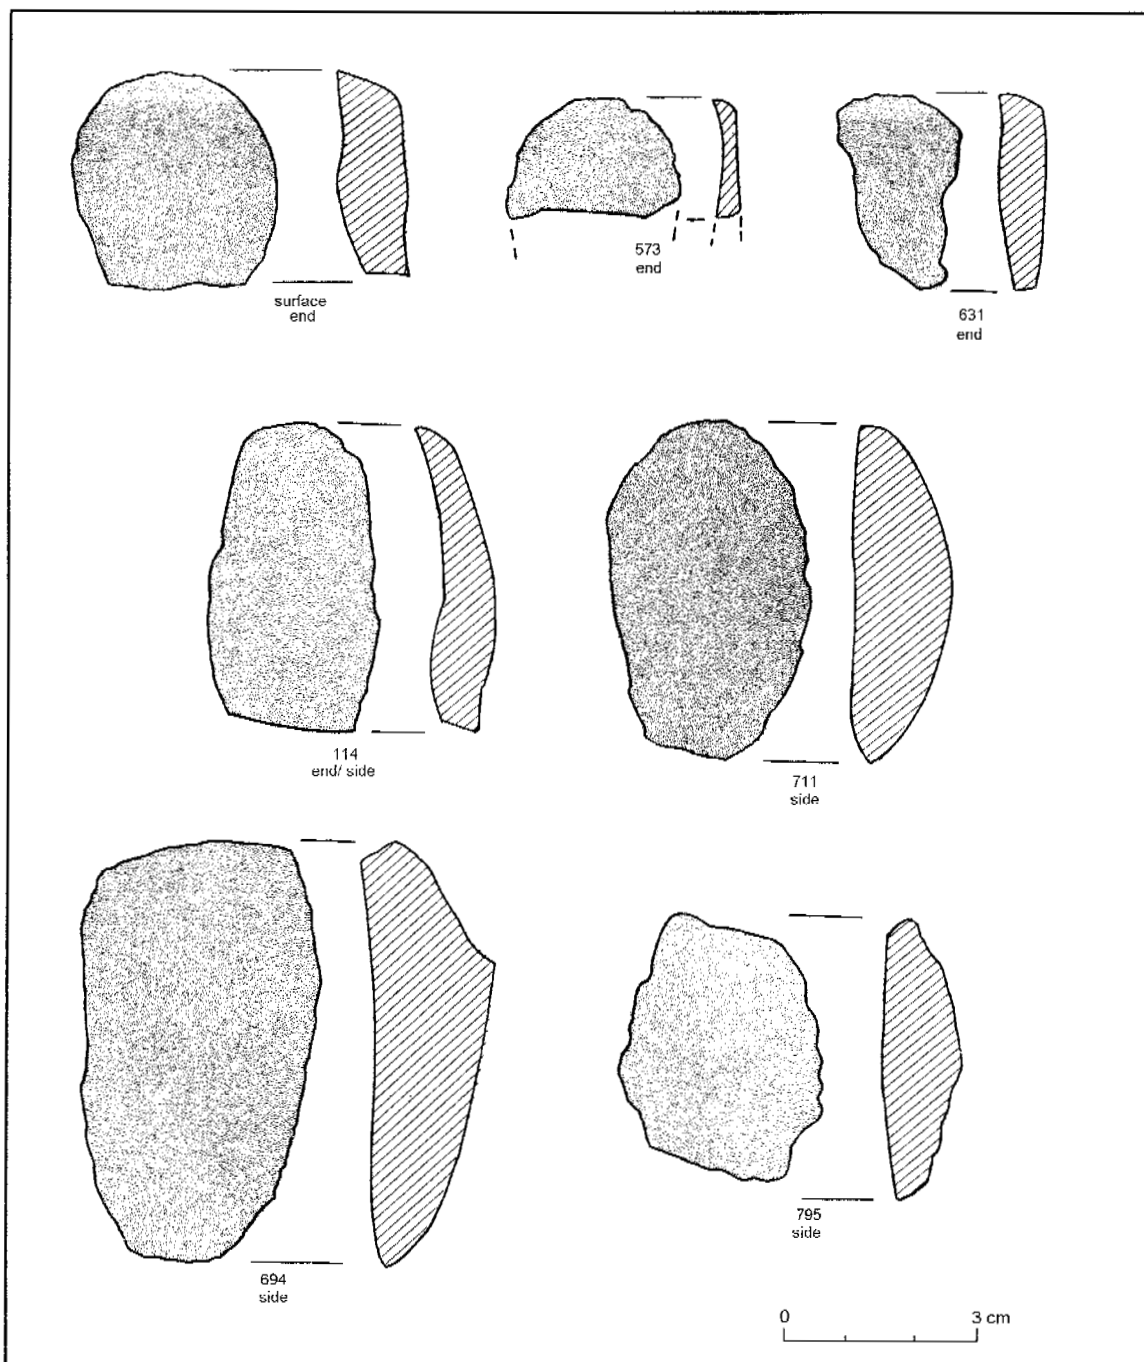 surface
end
573
end
631
end
114
end/ side
711
side
694
side
795
side
0 3 cm